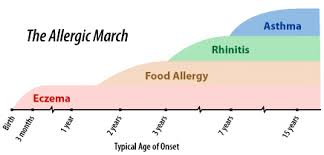 The Allergic March
Asthma
Rhinitis
Food Allergy
Eczema
Birth
3 months
1 year
2 years
3 years
7 years
15 years
Typical Age of Onset